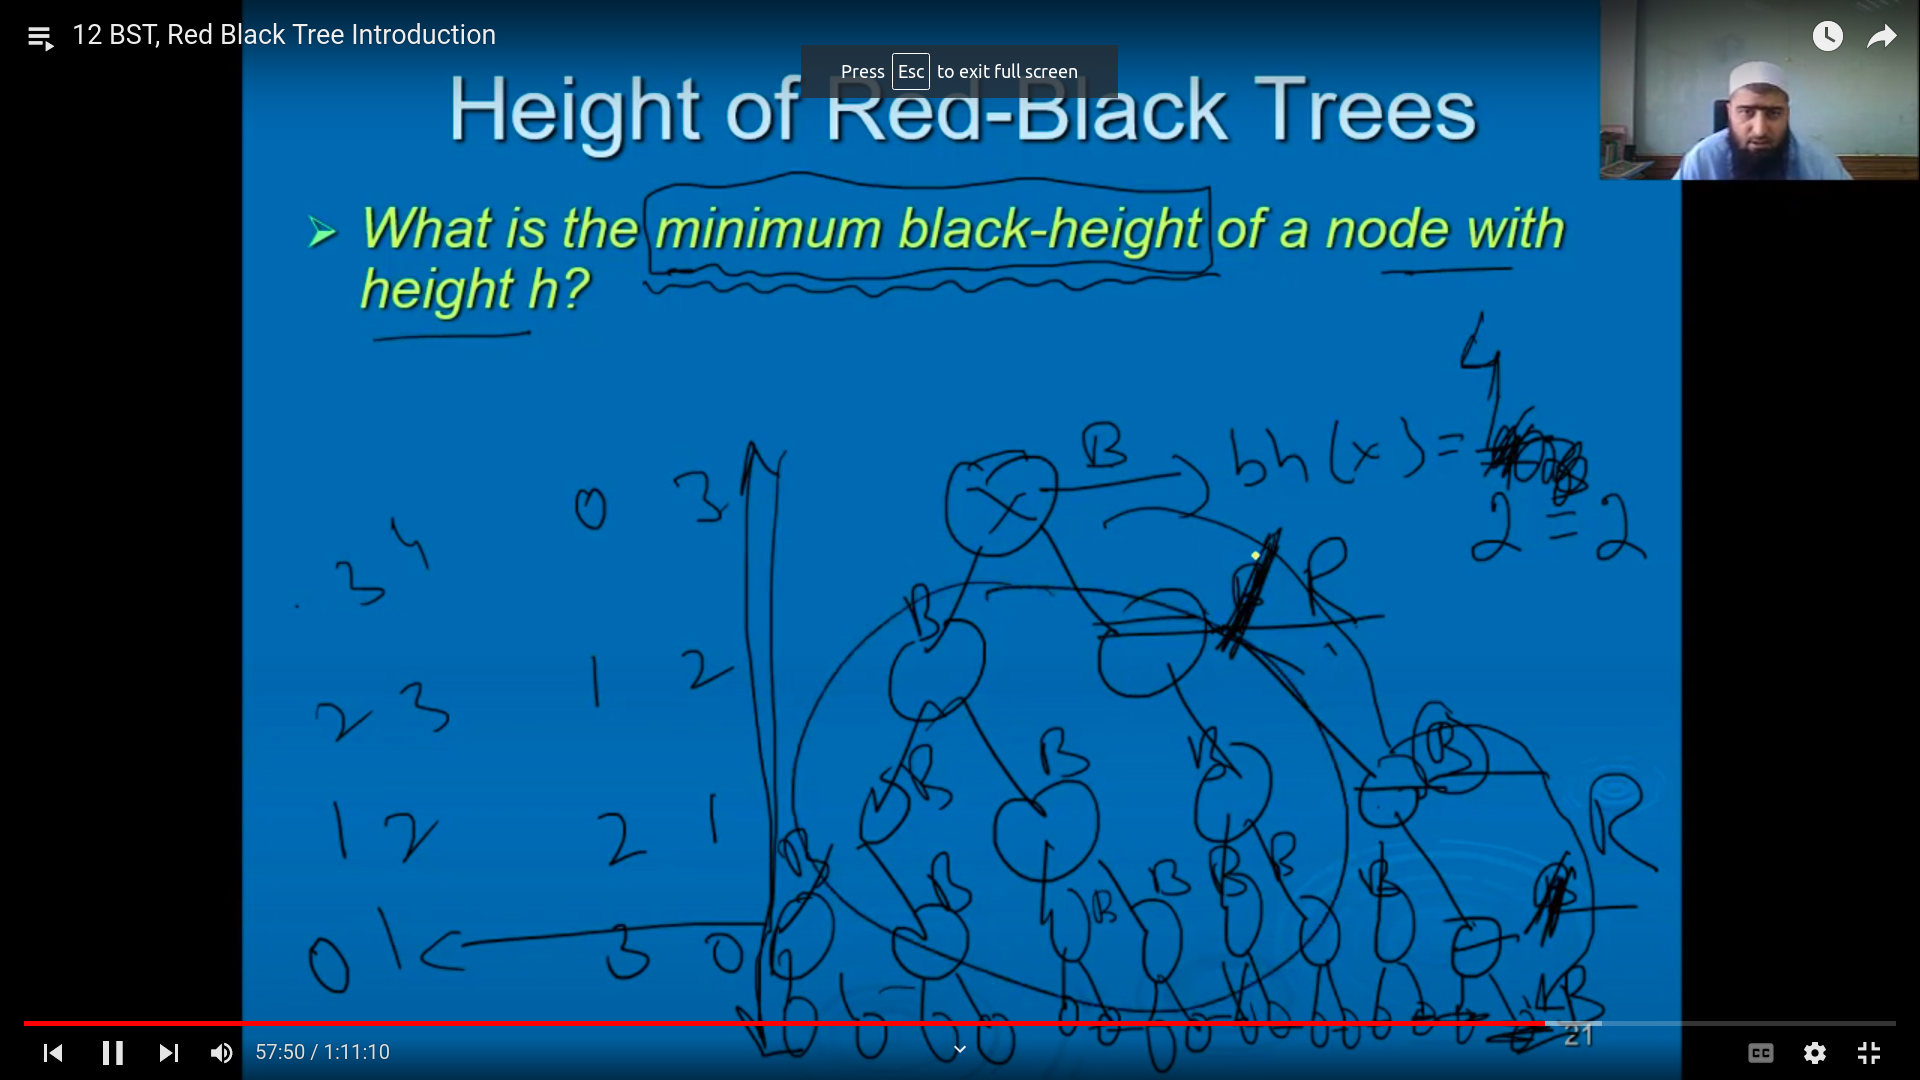 12 BST, Red Black Tree Introduction
Press Esc to exit full screen
Height of Red-Black Trees
What is the minimum black-height of a node with
height h?
4
B
bh(x) =
2 = 2
0 3
X
3 4
B
R
1 2
2 3
B
B
B
B
R
1 2
2 1
B
B
B
B
B
B
B
0 1
3 0
B
21
57:50 / 1:11:10
CC